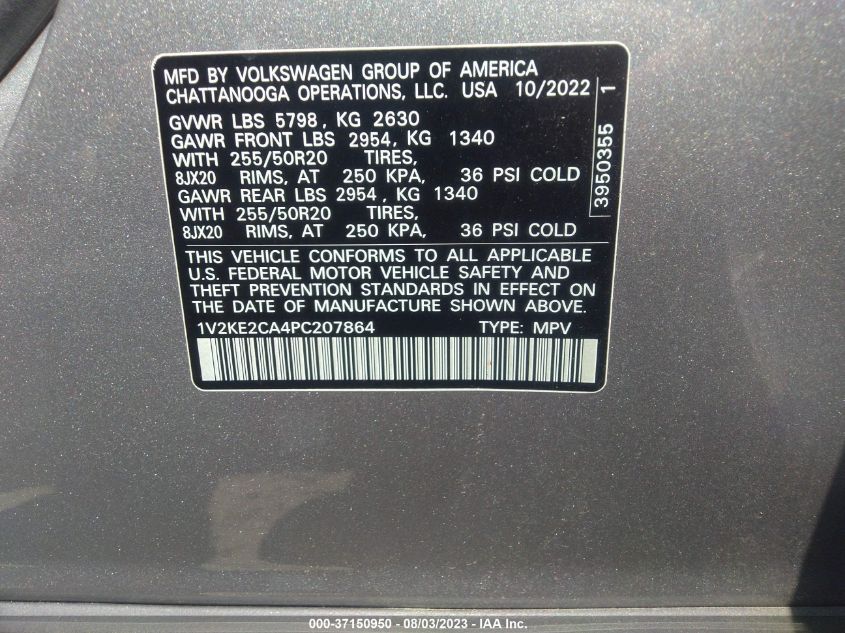 MFD BY VOLKSWAGEN GROUP OF AMERICA
CHATTANOOGA OPERATIONS, LLC. USA 10/2022
GVWR LBS 5798, KG 2630
GAWR FRONT LBS 2954, KG 1340
WITH 255/50R20 TIRES,
8JX20 RIMS, AT 250 KPA, 36 PSI COLD
GAWR REAR LBS 2954, KG 1340
WITH 255/50R20 TIRES,
8JX20 RIMS, AT 250 KPA, 36 PSI COLD
THIS VEHICLE CONFORMS TO ALL APPLICABLE
U.S. FEDERAL MOTOR VEHICLE SAFETY AND
THEFT PREVENTION STANDARDS IN EFFECT ON
THE DATE OF MANUFACTURE SHOWN ABOVE.
1V2KE2CA4PC207864 TYPE: MPV
3950355 1
000-37150950 - 08/03/2023 - IAA Inc.